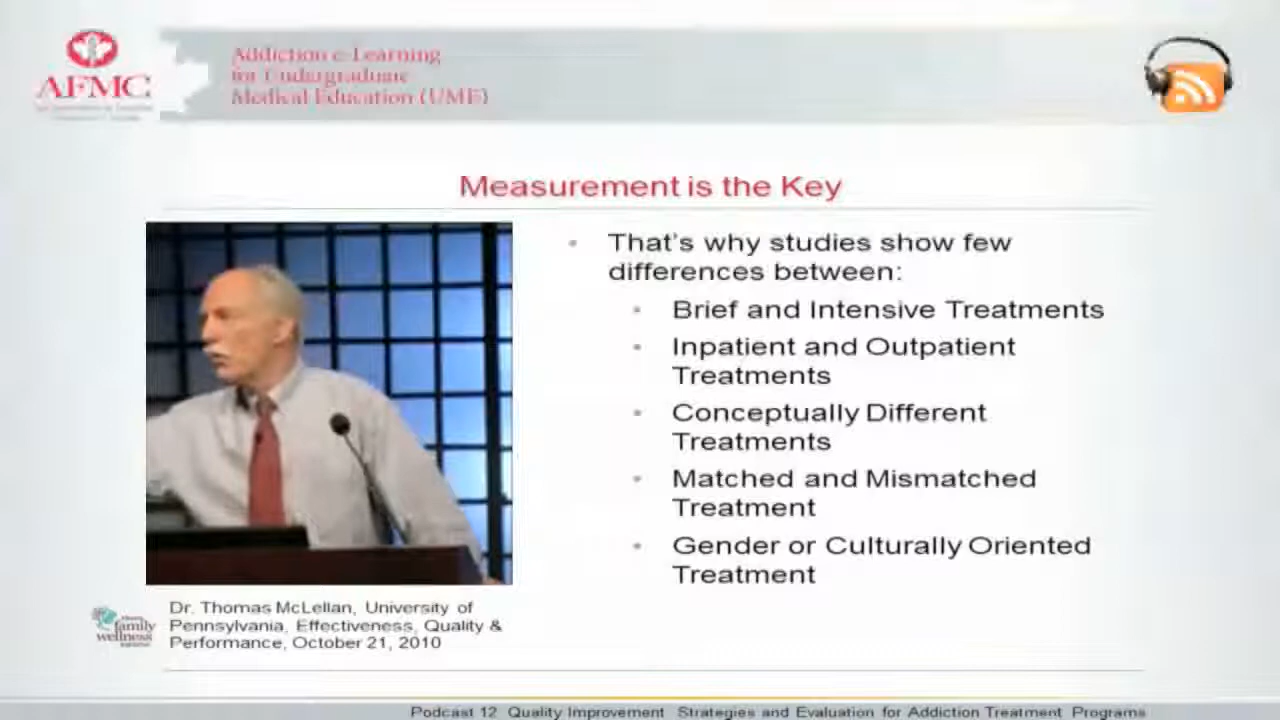 AFMC
Addiction e-Learning
for Undergraduate
Medical Education (UME)
Measurement is the Key
That's why studies show few
differences between:
Brief and Intensive Treatments
Inpatient and Outpatient
Treatments
Conceptually Different
Treatments
Matched and Mismatched
Treatment
Gender or Culturally Oriented
Treatment
family
wellness
Dr. Thomas McLellan, University of
Pennsylvania, Effectiveness, Quality &
Performance, October 21, 2010
Podcast 12 Quality Improvement Strategies and Evaluation for Addiction Treatment Programs